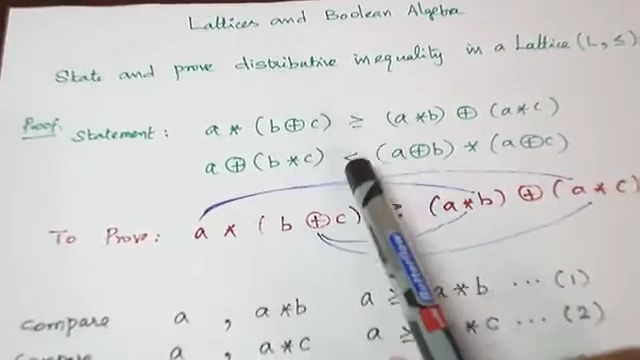 Lattices and Boolean Algebra
State and prove distributive inequality in a Lattice (L, ≤)
Proof Statement: a * (b ⊕ c) ≥ (a * b) ⊕ (a * c)
a ⊕ (b * c) ≤ (a ⊕ b) * (a ⊕ c)
To Prove: a * ( b ⊕ c) ≥ (a * b) ⊕ (a * c)
compare a , a * b a ≥ a * b ... (1)
a , a * c a ≥ * c ... (2)